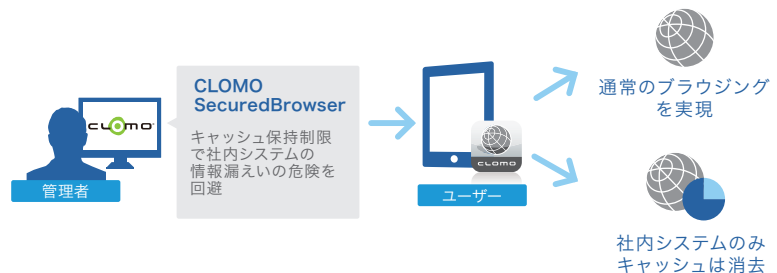 CLOMO
管理者
CLOMO
SecuredBrowser
キャッシュ保持制限
で社内システムの
情報漏えいの危険を
回避
CLOMO
ユーザー
通常のブラウジング
を実現
社内システムのみ
キャッシュは消去